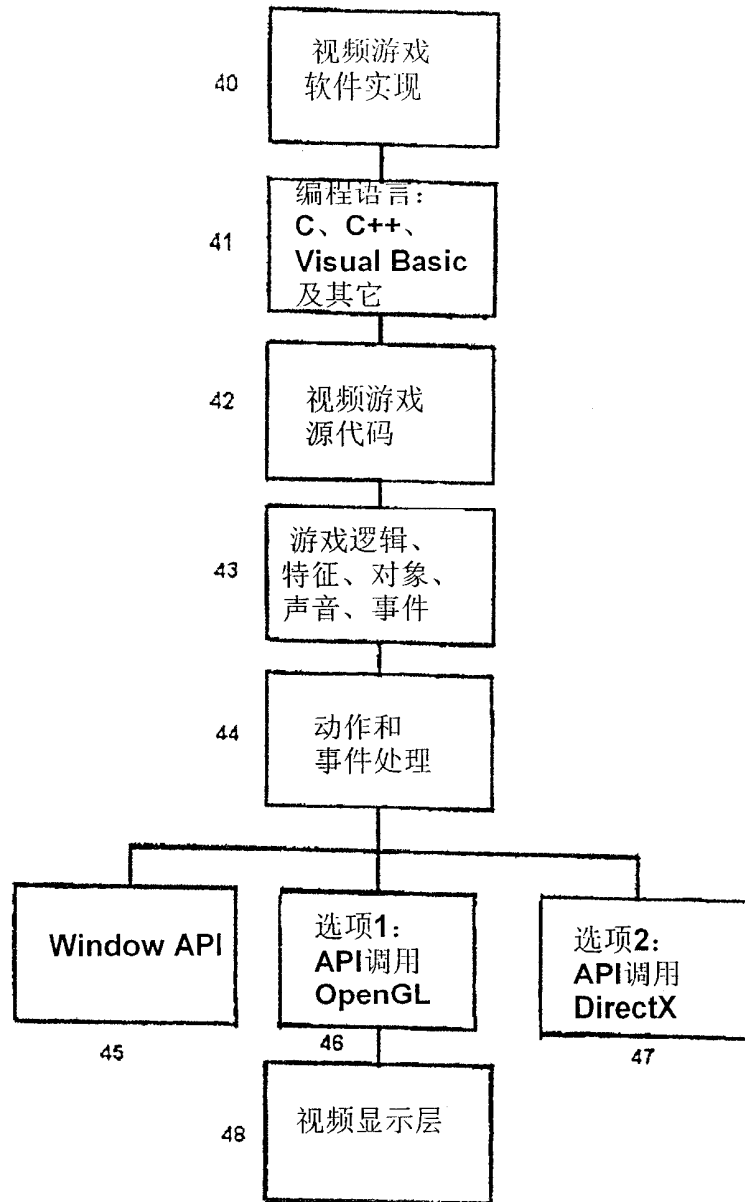 视频游戏
软件实现
40
编程语言：
C、C++、
Visual Basic
及其它
41
视频游戏
源代码
42
游戏逻辑、
特征、对象、
声音、事件
43
动作和
事件处理
44
Window API
45
选项1：
API调用
OpenGL
46
选项2：
API调用
DirectX
47
视频显示层
48